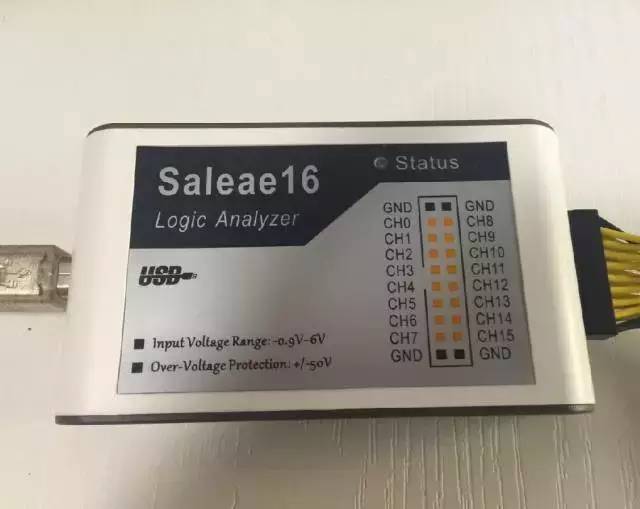 Saleae16
Logic Analyzer
Status
GND GND
CH0 CH8
CH1 CH9
CH2 CH10
CH3 CH11
CH4 CH12
CH5 CH13
CH6 CH14
CH7 CH15
GND GND
USB
Input Voltage Range: -0.9V-6V
Over-Voltage Protection: +/-50V